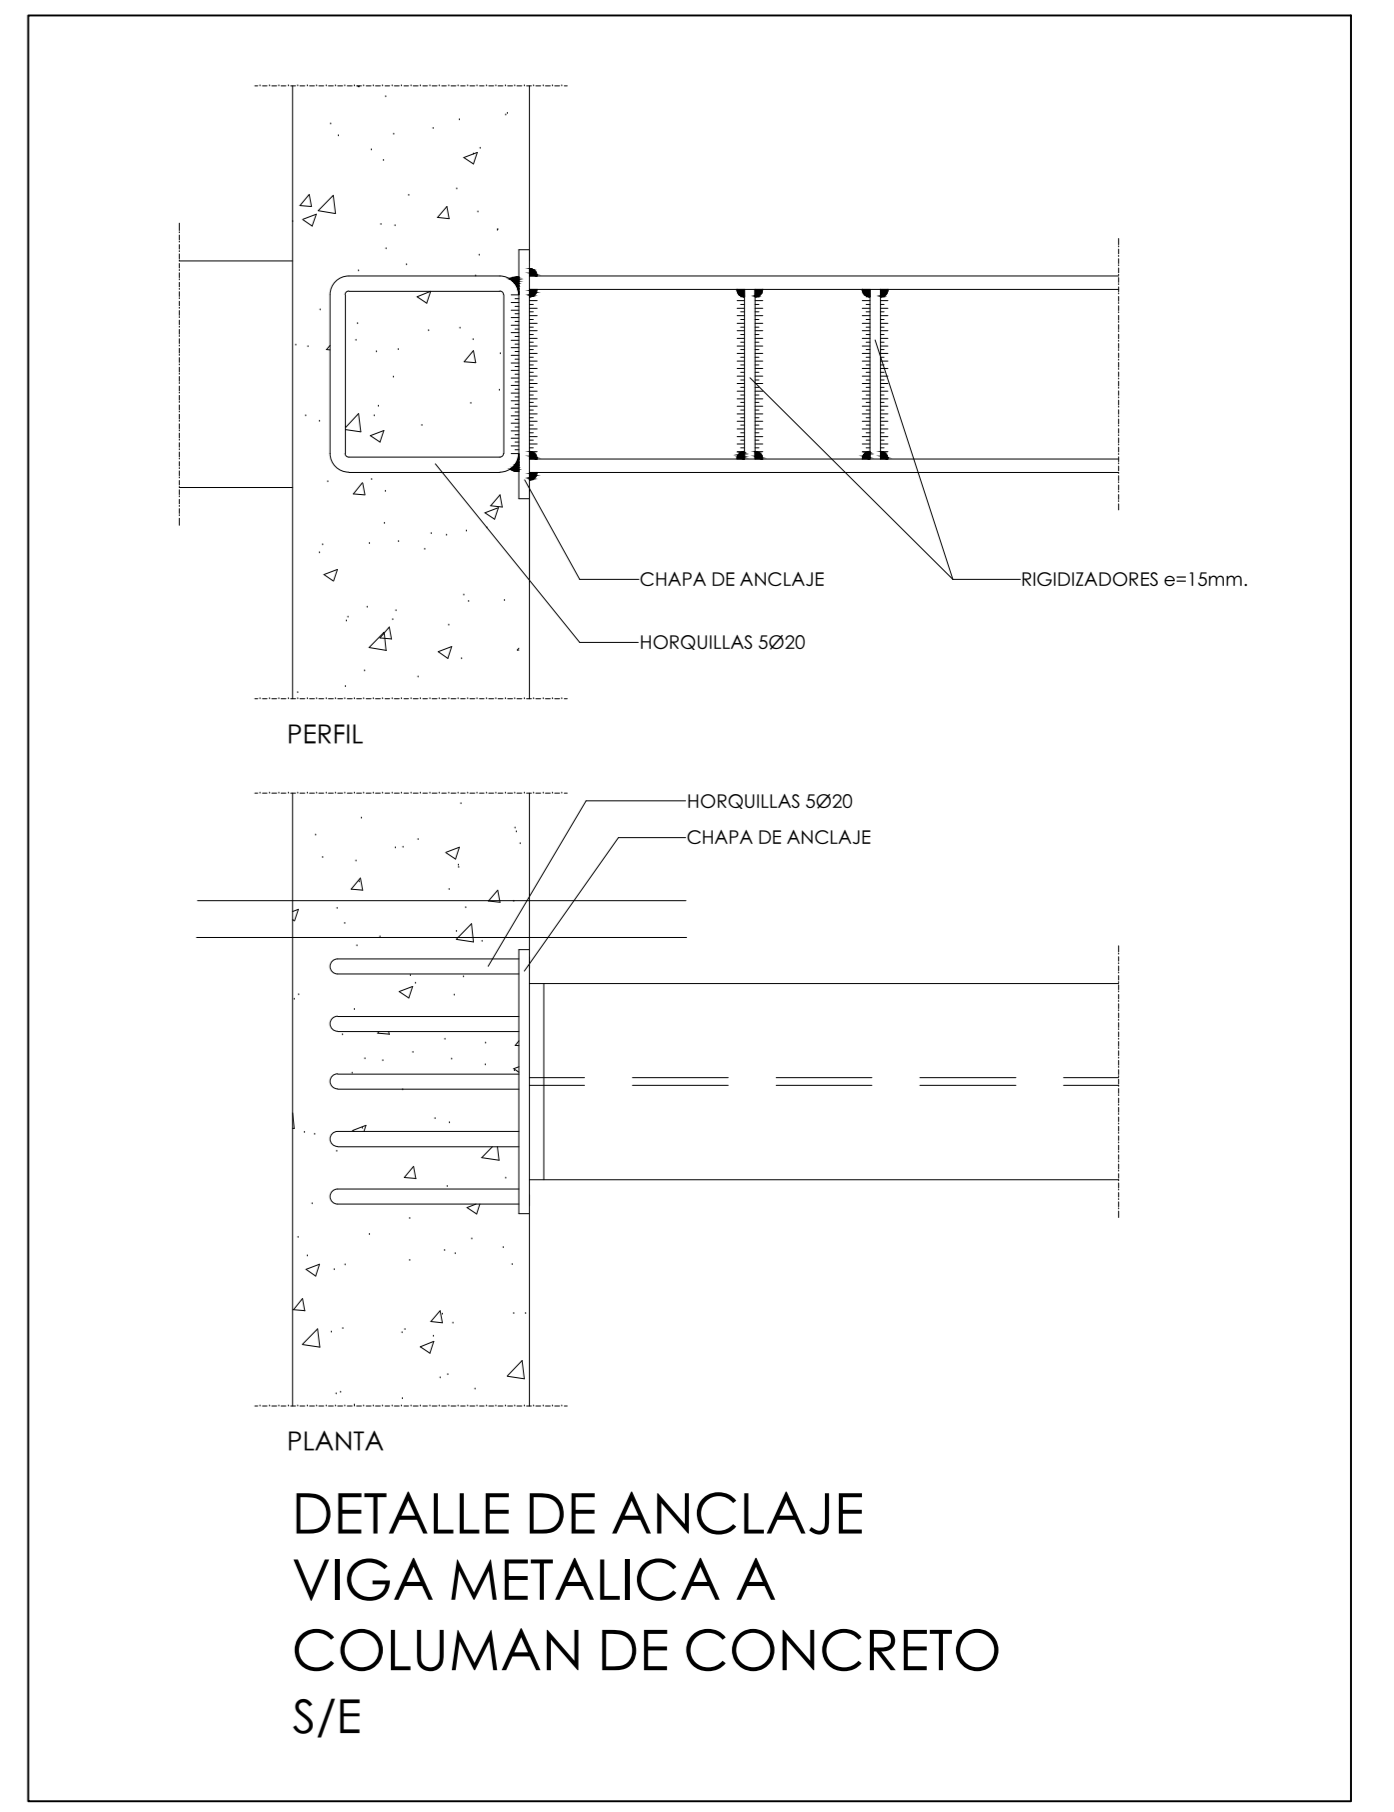 CHAPA DE ANCLAJE
RIGIDIZADORES e=15mm.
HORQUILLAS 5Ø20
PERFIL
HORQUILLAS 5Ø20
CHAPA DE ANCLAJE
PLANTA
DETALLE DE ANCLAJE
VIGA METALICA A
COLUMAN DE CONCRETO
S/E